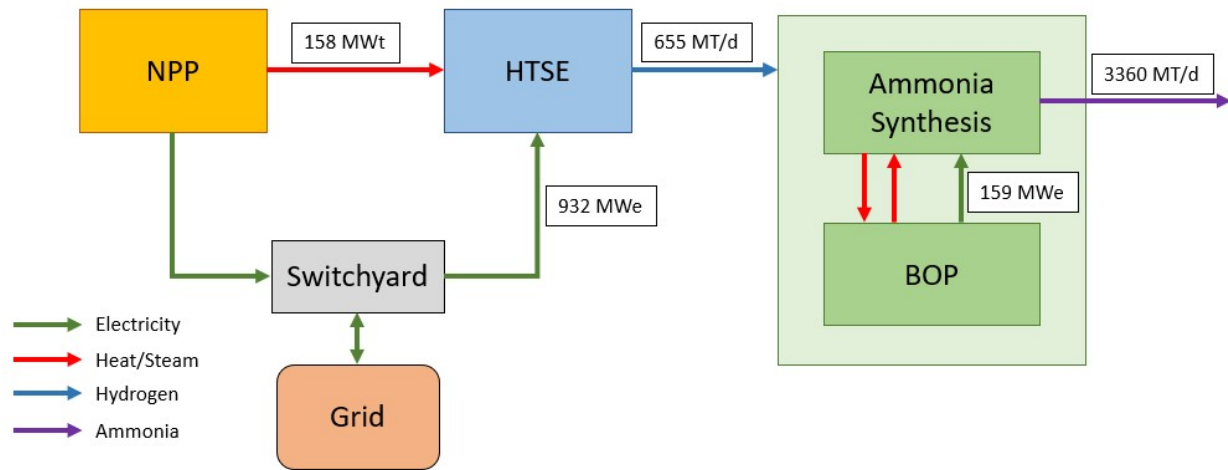 158 MWt
655 MT/d
NPP
HTSE
Ammonia
Synthesis
3360 MT/d
932 MWe
159 MWe
Switchyard
BOP
Electricity
Heat/Steam
Hydrogen
Ammonia
Grid